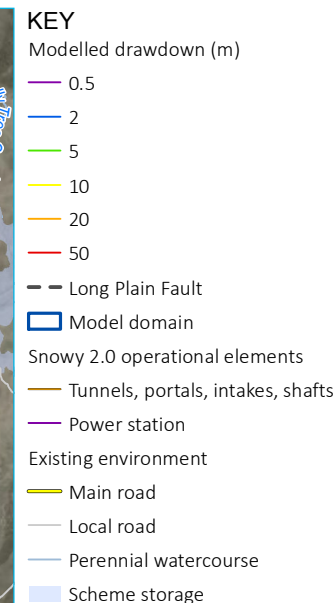 KEY
Modelled drawdown (m)
0.5
2
5
10
20
50
Long Plain Fault
Model domain
Snowy 2.0 operational elements
Tunnels, portals, intakes, shafts
Power station
Existing environment
Main road
Local road
Perennial watercourse
Scheme storage